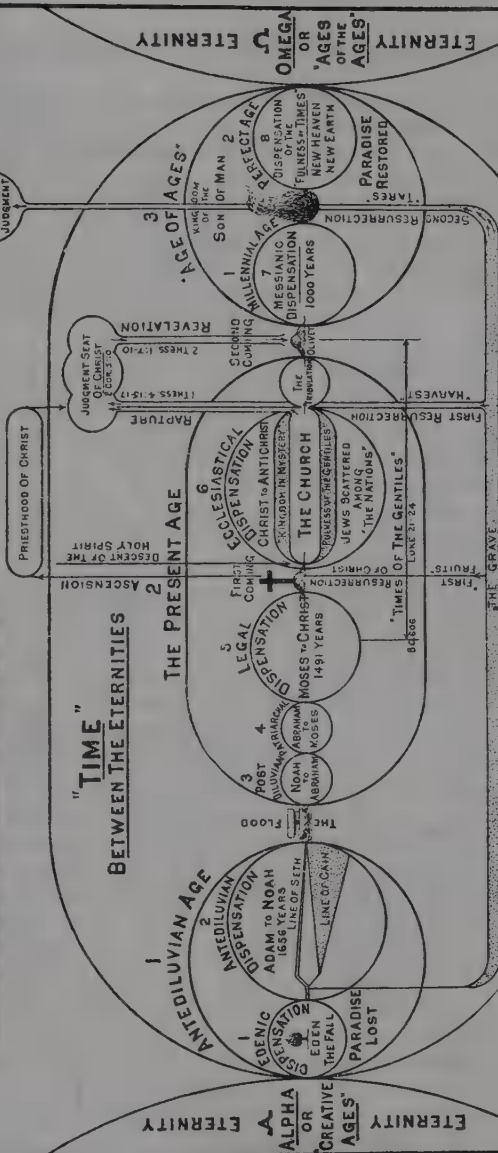 "TIME"
BETWEEN THE ETERNITIES
ETERNITY
A
ALPHA
OR
"CREATIVE
AGES"
ETERNITY
1
ANTEDILUVIAN AGE
1
EDENIC
DISPENSATION
EDEN
THE FALL
PARADISE
LOST
2
ANTEDILUVIAN
DISPENSATION
ADAM TO NOAH
1656 YEARS
LINE OF SETH
LINE OF CAIN
THE
FLOOD
2
THE PRESENT AGE
3
POST
DILUVIAN
NOAH
TO
ABRAHAM
4
PATRIARCHAL
ABRAHAM
TO
MOSES
5
LEGAL
DISPENSATION
MOSES TO CHRIST
1491 YEARS
FIRST
COMING
RESURRECTION
OF CHRIST
"FIRST
FRUITS"
ASCENSION
DESCENT OF THE
HOLY SPIRIT
PRIESTHOOD OF CHRIST
6
ECCLESIASTICAL
DISPENSATION
CHRIST TO ANTICHRIST
KINGDOM IN MYSTERY
THE CHURCH
FULNESS OF THE GENTILES
JEWS SCATTERED
AMONG
"THE NATIONS"
"TIMES OF THE GENTILES"
BC 606
LUKE 21-24
THE
TRIBULATION
OLIVET
RAPTURE
1 THESS. 4:15-17
JUDGMENT SEAT
OF CHRIST
2 COR. 5:10
REVELATION
2 THESS. 1:7-10
SECOND
COMING
FIRST RESURRECTION
"HARVEST"
3
"AGE OF AGES"
KINGDOM
OF THE
SON OF MAN
1
MILLENNIAL AGE
7
MESSIANIC
DISPENSATION
1000 YEARS
2
PERFECT AGE
8
DISPENSATION
OF THE
FULNESS OF TIMES
NEW HEAVEN
NEW EARTH
PARADISE
RESTORED
JUDGMENT
SECOND RESURRECTION
"TARES"
"THE GRAVE"
ETERNITY
Ω
OMEGA
OR
"AGES
OF THE
AGES"
ETERNITY